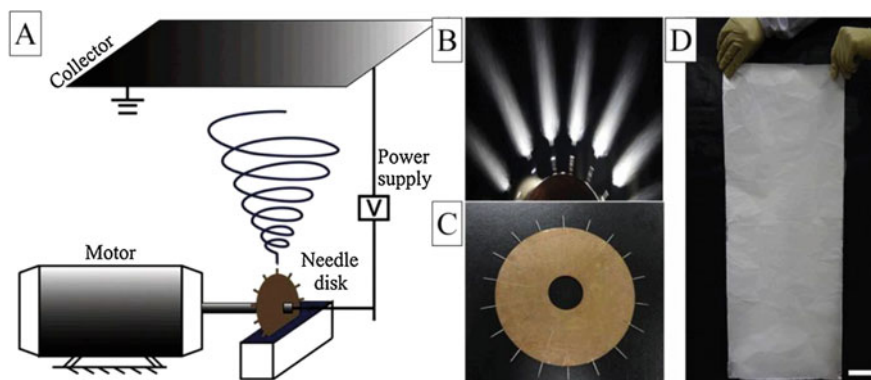 A
Collector
Power
supply
V
Motor
Needle
disk
B
C
D